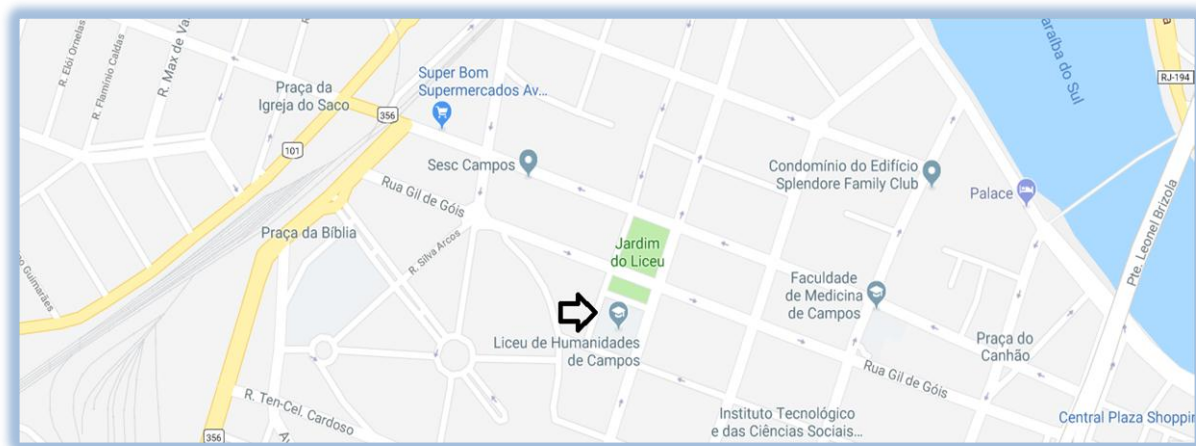 R. Elói Ornelas
R. Flamínio Caldas
R. Max de Va
Praça da
Igreja do Saco
356
101
Super Bom
Supermercados Av...
Sesc Campos
Rua Gil de Góis
Praça da Bíblia
R. Silva Arcos
Guimarães
Jardim
do Liceu
Liceu de Humanidades
de Campos
R. Ten-Cel. Cardoso
356
Av
Condomínio do Edifício
Splendore Family Club
Palace
araíba do Sul
RJ-194
Pte. Leonel Brizola
Faculdade
de Medicina
de Campos
Praça do
Canhão
Rua Gil de Góis
Instituto Tecnológico
e das Ciências Sociais...
Central Plaza Shoppin